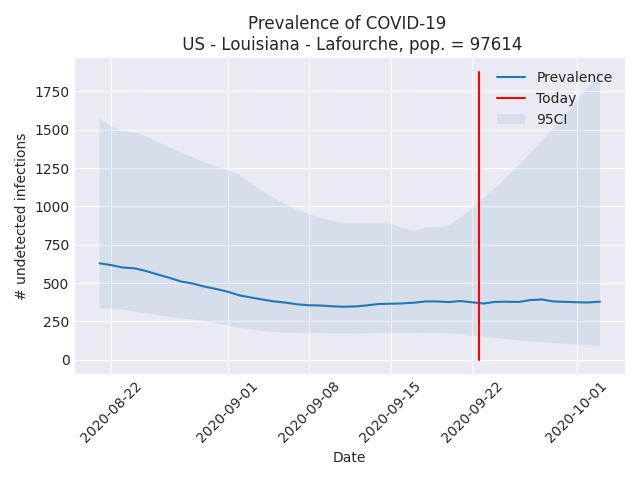 Prevalence of COVID-19
US - Louisiana - Lafourche, pop. = 97614
Prevalence
Today
95CI
1750
1500
1250
1000
750
500
250
0
# undetected infections
2020-08-22
2020-09-01
2020-09-08
2020-09-15
2020-09-22
2020-10-01
Date